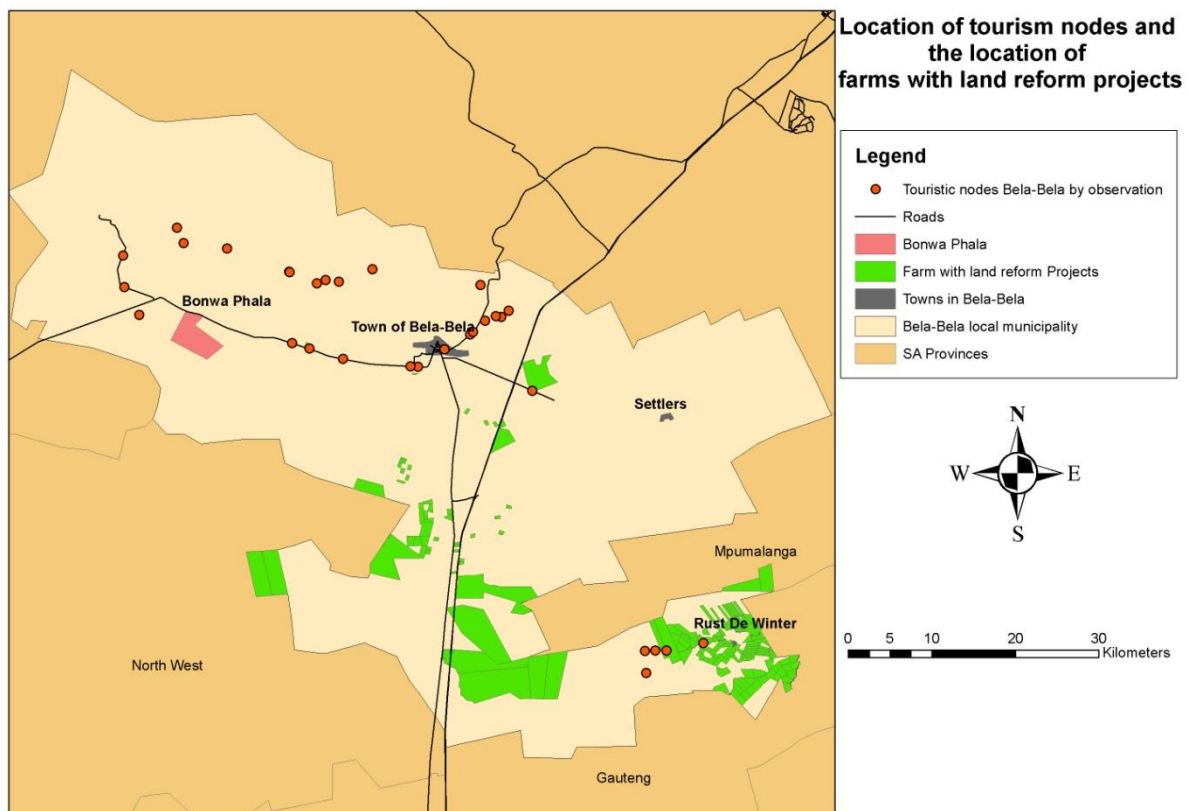 Location of tourism nodes and
the location of
farms with land reform projects
Legend
Touristic nodes Bela-Bela by observation
Roads
Bonwa Phala
Farm with land reform Projects
Towns in Bela-Bela
Bela-Bela local municipality
SA Provinces
Bonwa Phala
Town of Bela-Bela
Settlers
Mpumalanga
Rust De Winter
North West
Gauteng
N
W E
S
0 5 10 20 30
Kilometers